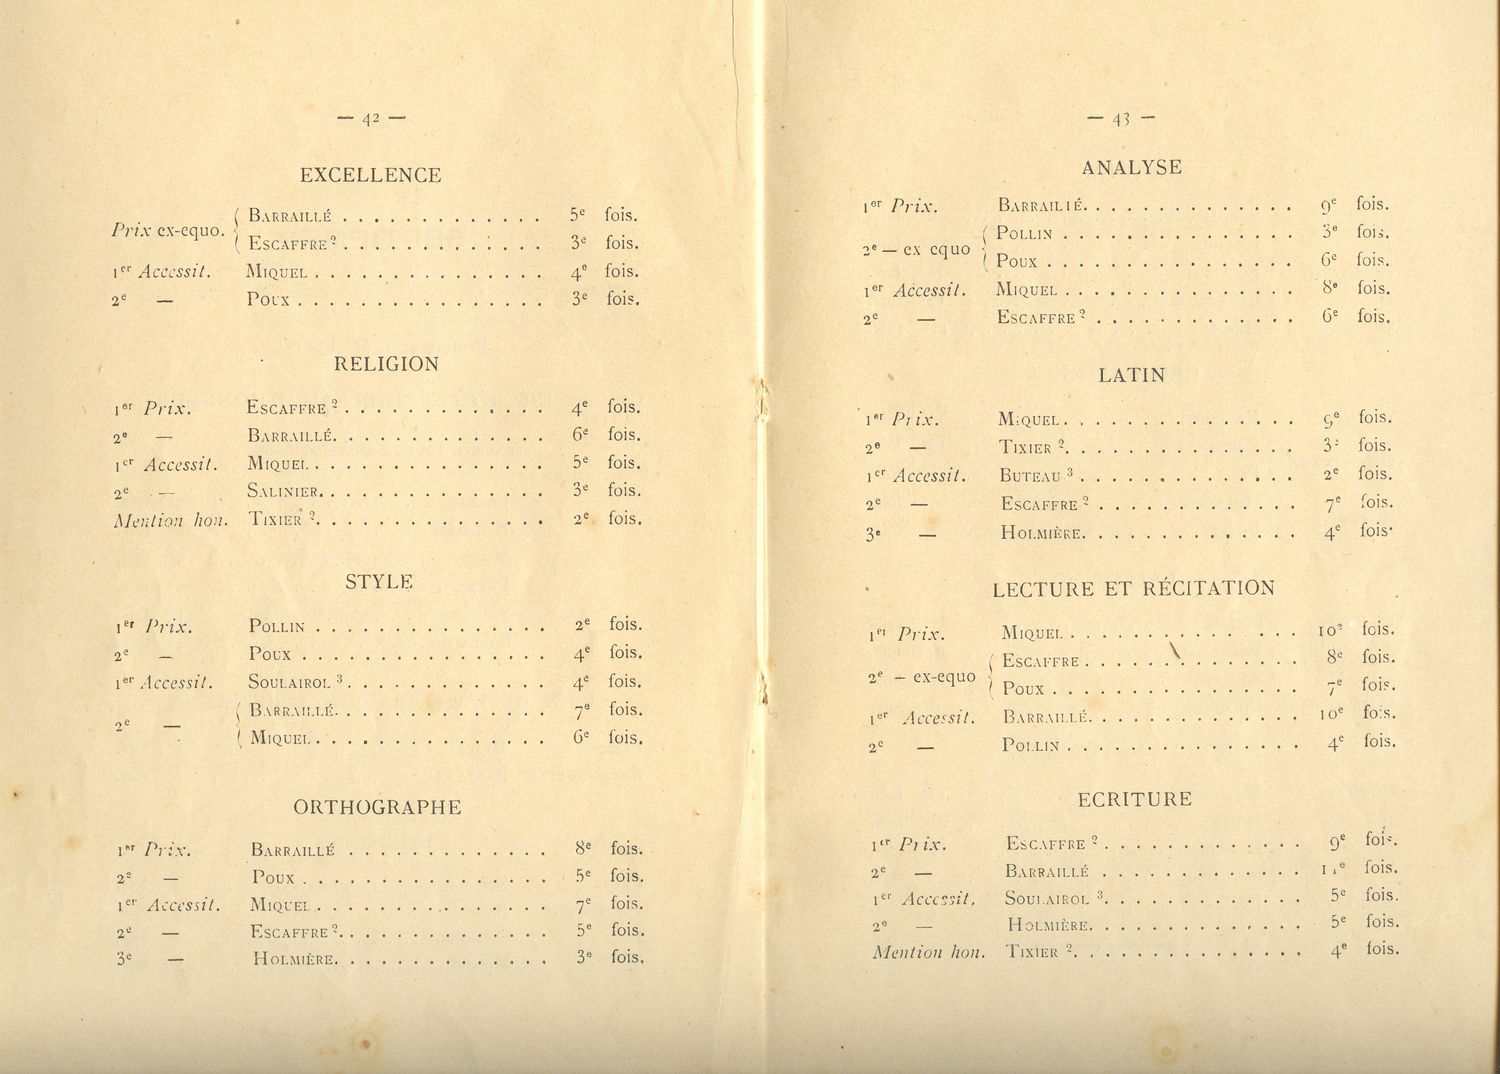 — 42 —
EXCELLENCE
Prix ex-equo. { BARRAILLÉ . . . . . . . . . . . . . 5e fois.
ESCAFFRE 2 . . . . . . . . . . . . . 3e fois.
1er Accessit. MIQUEL . . . . . . . . . . . . . . . 4e fois.
2e — POUX . . . . . . . . . . . . . . . . 3e fois.
RELIGION
1er Prix. ESCAFFRE 2 . . . . . . . . . . . . . 4e fois.
2e — BARRAILLÉ. . . . . . . . . . . . . . 6e fois.
1er Accessit. MIQUEL . . . . . . . . . . . . . . . 5e fois.
2e — SALINIER. . . . . . . . . . . . . . . 3e fois.
Mention hon. TIXIER 2. . . . . . . . . . . . . . . 2e fois.
STYLE
1er Prix. POLLIN . . . . . . . . . . . . . . . 2e fois.
2e — POUX . . . . . . . . . . . . . . . . 4e fois.
1er Accessit. SOULAIROL 3. . . . . . . . . . . . . 4e fois.
2e — { BARRAILLÉ. . . . . . . . . . . . . . 7e fois.
MIQUEL . . . . . . . . . . . . . . . 6e fois.
ORTHOGRAPHE
1er Prix. BARRAILLÉ . . . . . . . . . . . . . 8e fois.
2e — POUX . . . . . . . . . . . . . . . . 5e fois.
1er Accessit. MIQUEL . . . . . . . . . . . . . . . 7e fois.
2e — ESCAFFRE 2. . . . . . . . . . . . . . 5e fois.
3e — HOLMIÈRE. . . . . . . . . . . . . . 3e fois.
— 43 —
ANALYSE
1er Prix. BARRAILLÉ. . . . . . . . . . . . . . 9e fois.
2e — ex equo { POLLIN . . . . . . . . . . . . . . . 3e fois.
POUX . . . . . . . . . . . . . . . . 6e fois.
1er Accessit. MIQUEL . . . . . . . . . . . . . . . 8e fois.
2e — ESCAFFRE 2 . . . . . . . . . . . . . 6e fois.
LATIN
1er Prix. MIQUEL . . . . . . . . . . . . . . . 9e fois.
2e — TIXIER 2. . . . . . . . . . . . . . . 3e fois.
1er Accessit. BUTEAU 3 . . . . . . . . . . . . . . 2e fois.
2e — ESCAFFRE 2 . . . . . . . . . . . . . 7e fois.
3e — HOLMIÈRE. . . . . . . . . . . . . . 4e fois.
LECTURE ET RÉCITATION
1er Prix. MIQUEL . . . . . . . . . . . . . . 10e fois.
2e — ex-equo { ESCAFFRE . . . . . . . . . . . . . . 8e fois.
POUX . . . . . . . . . . . . . . . . 7e fois.
1er Accessit. BARRAILLÉ. . . . . . . . . . . . . . 10e fois.
2e — POLLIN . . . . . . . . . . . . . . . 4e fois.
ECRITURE
1er Prix. ESCAFFRE 2 . . . . . . . . . . . . . 9e fois.
2e — BARRAILLÉ . . . . . . . . . . . . . fois.
1er Accessit. SOULAIROL 3. . . . . . . . . . . . . 5e fois.
2e — HOLMIÈRE. . . . . . . . . . . . . . 5e fois.
Mention hon. TIXIER 2. . . . . . . . . . . . . . . 4e fois.